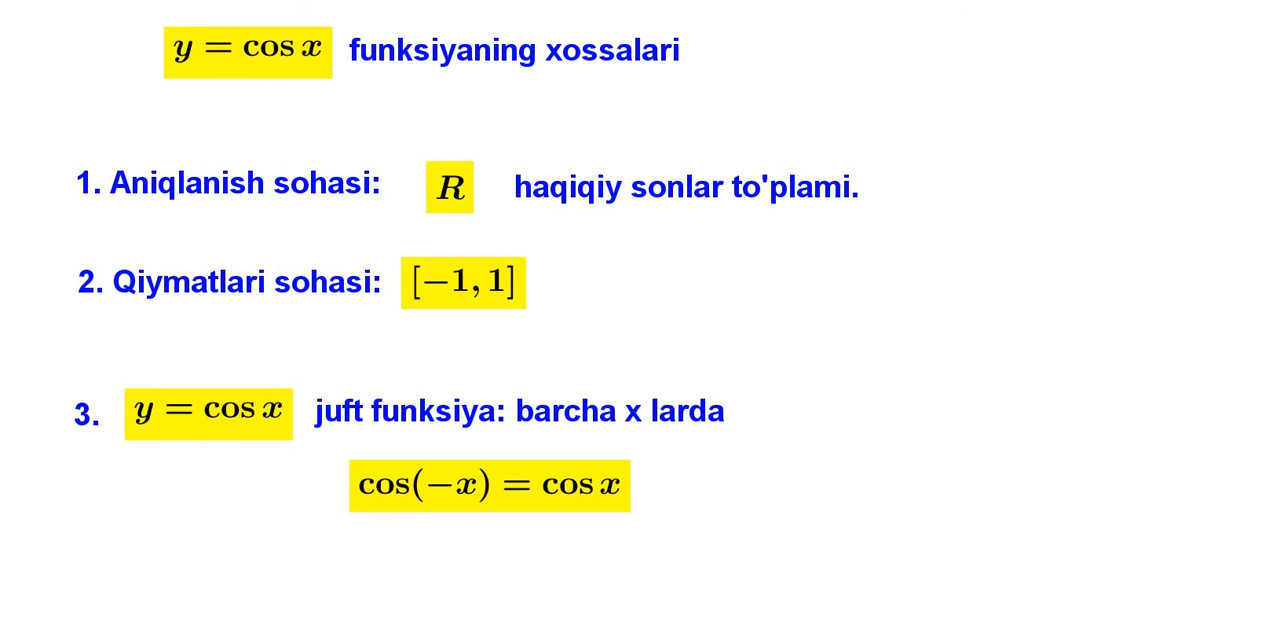 y = cos x funksiyaning xossalari
1. Aniqlanish sohasi: R haqiqiy sonlar to'plami.
2. Qiymatlari sohasi: [−1, 1]
3. y = cos x juft funksiya: barcha x larda
cos(−x) = cos x